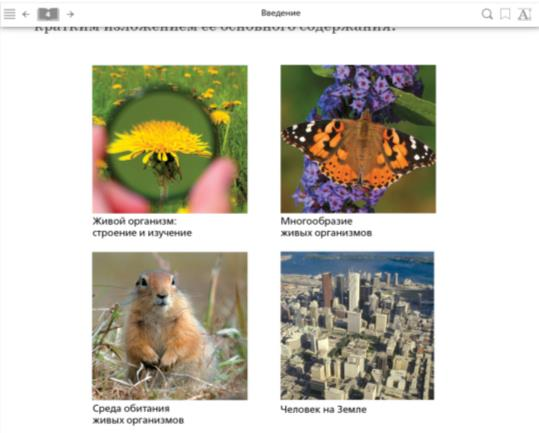 4
Введение
кратким изложением её основного содержания.
Живой организм:
строение и изучение
Многообразие
живых организмов
Среда обитания
живых организмов
Человек на Земле